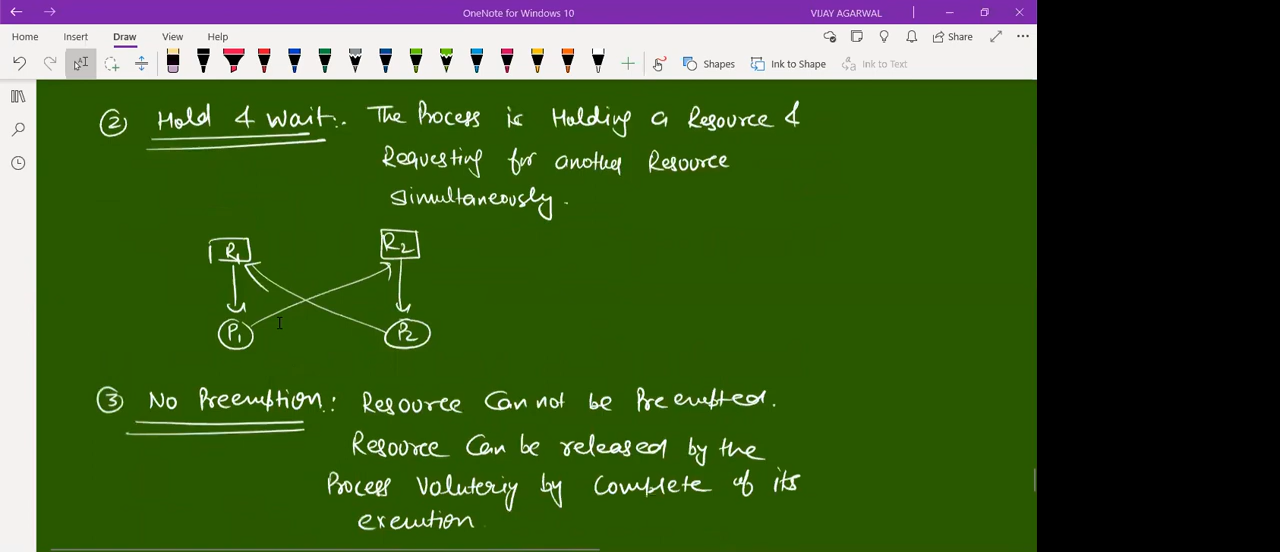 OneNote for Windows 10
VIJAY AGARWAL
Home Insert Draw View Help
Share
Shapes Ink to Shape Ink to Text
② Hold & wait:. The Process is Holding a Resource &
Requesting for another Resource
simultaneously.
R1 R2
P1 P2
③ No Preemption.: Resource Can not be Preempted.
Resource Can be released by the
Process Voluteriy by complete of its
exeution